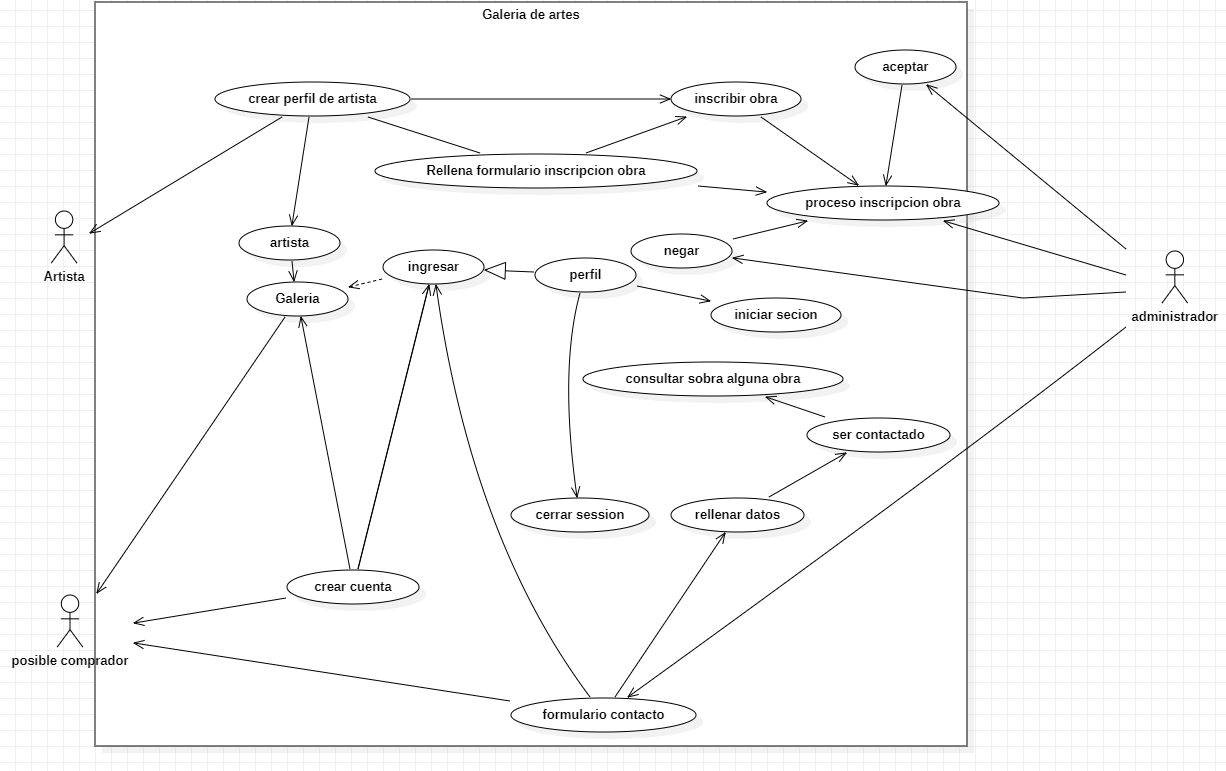 Galeria de artes
aceptar
crear perfil de artista
inscribir obra
Rellena formulario inscripcion obra
proceso inscripcion obra
artista
negar
Artista
ingresar
perfil
Galeria
iniciar secion
administrador
consultar sobra alguna obra
ser contactado
cerrar session
rellenar datos
crear cuenta
posible comprador
formulario contacto